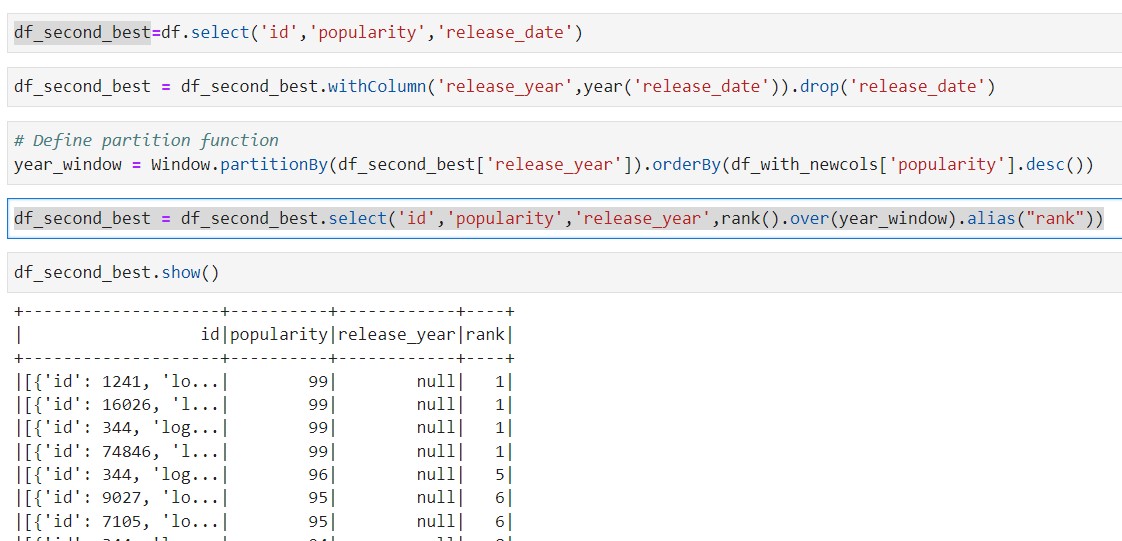 df_second_best=df.select('id','popularity','release_date')
df_second_best = df_second_best.withColumn('release_year',year('release_date')).drop('release_date')
# Define partition function
year_window = Window.partitionBy(df_second_best['release_year']).orderBy(df_with_newcols['popularity'].desc())
df_second_best = df_second_best.select('id','popularity','release_year',rank().over(year_window).alias("rank"))
df_second_best.show()
+--------------------+----------+------------+----+
|                  id|popularity|release_year|rank|
+--------------------+----------+------------+----+
|[{'id': 1241, 'lo...|        99|        null|   1|
|[{'id': 16026, 'l...|        99|        null|   1|
|[{'id': 344, 'log...|        99|        null|   1|
|[{'id': 74846, 'l...|        99|        null|   1|
|[{'id': 344, 'log...|        96|        null|   5|
|[{'id': 9027, 'lo...|        95|        null|   6|
|[{'id': 7105, 'lo...|        95|        null|   6|